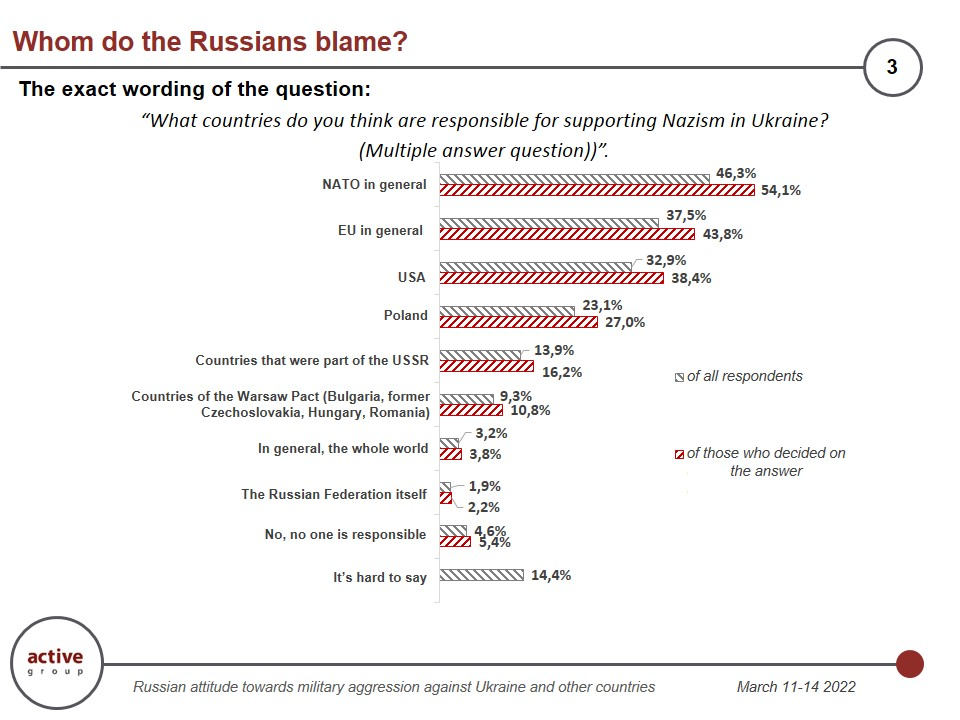 Whom do the Russians blame?
3
The exact wording of the question:
“What countries do you think are responsible for supporting Nazism in Ukraine?
(Multiple answer question))”.
NATO in general
46,3%
54,1%
EU in general
37,5%
43,8%
USA
32,9%
38,4%
Poland
23,1%
27,0%
Countries that were part of the USSR
13,9%
16,2%
Countries of the Warsaw Pact (Bulgaria, former
Czechoslovakia, Hungary, Romania)
9,3%
10,8%
In general, the whole world
3,2%
3,8%
The Russian Federation itself
1,9%
2,2%
No, no one is responsible
4,6%
5,4%
It's hard to say
14,4%
of all respondents
of those who decided on
the answer
active
group
Russian attitude towards military aggression against Ukraine and other countries
March 11-14 2022